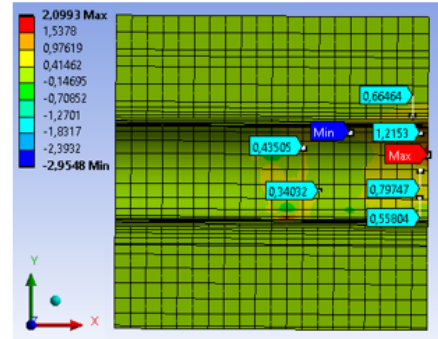 2,0993 Max
1,5378
0,97619
0,41462
-0,14695
-0,70852
-1,2701
-1,8317
-2,3932
-2,9548 Min
0,66464
Min
1,2153
0,43505
Max
0,34032
0,79747
0,55804
Y
X